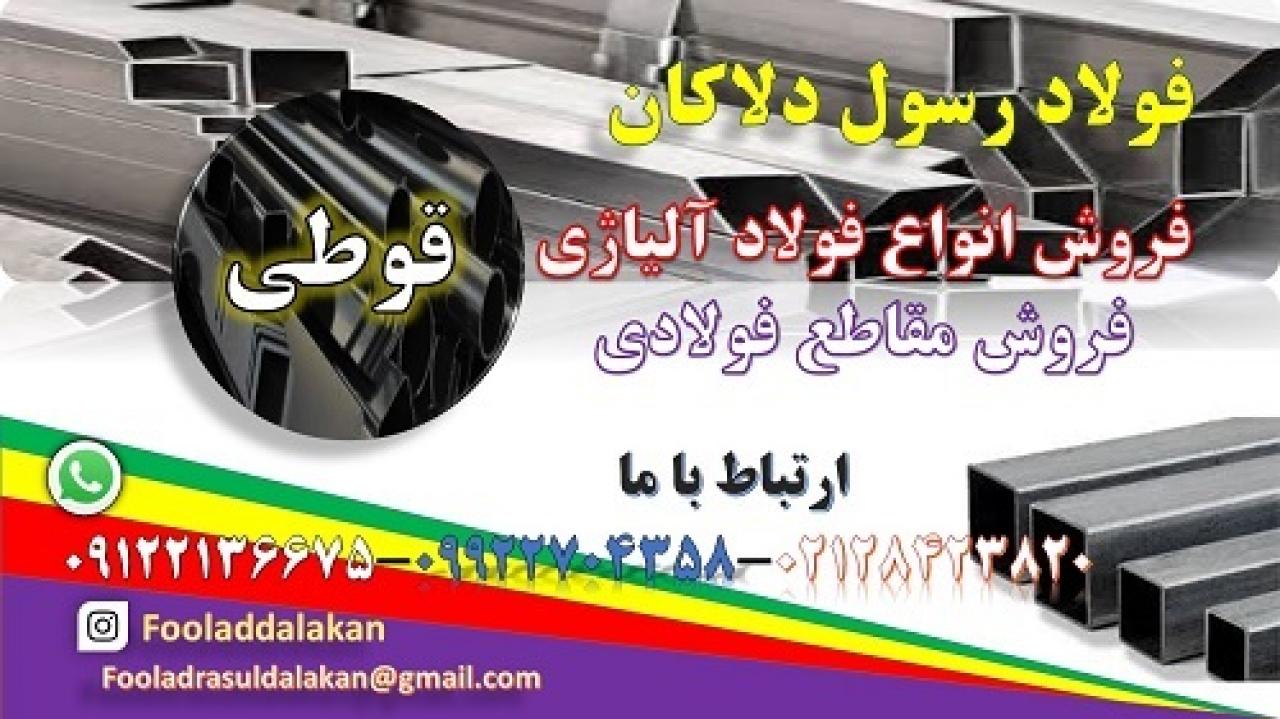 فولاد رسول دلاکان
فروش انواع فولاد آلیاژی
قوطی
فروش مقاطع فولادی
ارتباط با ما
۰۹۱۲۲۱۳۶۶۷۵-۰۹۹۲۲۷۰۴۳۵۸-۰۲۱۲۸۴۲۳۸۲۰
Fooladdalakan
Fooladrasuldalakan@gmail.com